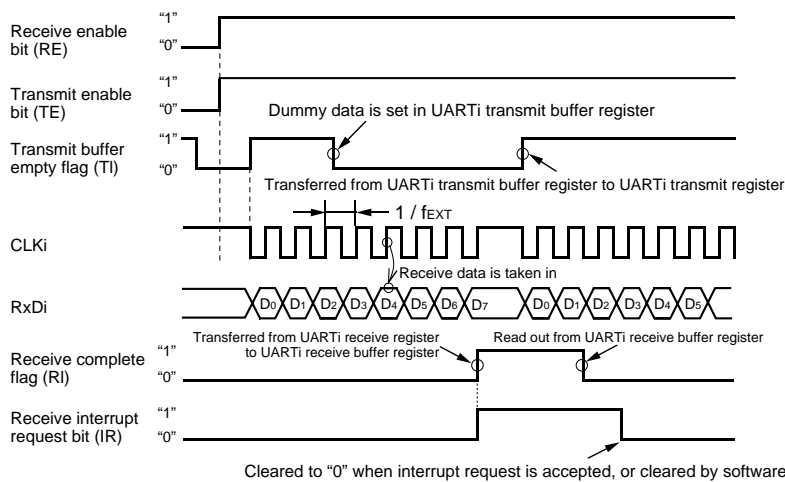 Receive enable
bit (RE)
“1”
“0”
Transmit enable
bit (TE)
“1”
“0”
Dummy data is set in UARTi transmit buffer register
Transmit buffer
empty flag (TI)
“1”
“0”
Transferred from UARTi transmit buffer register to UARTi transmit register
1 / fEXT
CLKi
Receive data is taken in
RxDi
D0 D1 D2 D3 D4 D5 D6 D7 D0 D1 D2 D3 D4 D5
Transferred from UARTi receive register
to UARTi receive buffer register
Read out from UARTi receive buffer register
Receive complete
flag (RI)
“1”
“0”
Receive interrupt
request bit (IR)
“1”
“0”
Cleared to “0” when interrupt request is accepted, or cleared by software